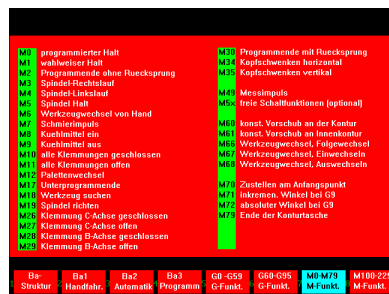 M0 programmierter Halt
M1 wahlweiser Halt
M2 Programmende ohne Ruecksprung
M3 Spindel-Rechtslauf
M4 Spindel-Linkslauf
M5 Spindel Halt
M6 Werkzeugwechsel von Hand
M7 Schmierimpuls
M8 Kuehlmittel ein
M9 Kuehlmittel aus
M10 alle Klemmungen geschlossen
M11 alle Klemmungen offen
M12 Palettenwechsel
M17 Unterprogrammende
M18 Werkzeug suchen
M19 Spindel richten
M26 Klemmung C-Achse geschlossen
M27 Klemmung C-Achse offen
M28 Klemmung B-Achse geschlossen
M29 Klemmung B-Achse offen
M30 Programmende mit Ruecksprung
M34 Kopfschwenken horizontal
M35 Kopfschwenken vertikal
M49 Messimpuls
M5x freie Schaltfunktionen (optional)
M60 konst. Vorschub an der Kontur
M61 konst. Vorschub an Innenkontur
M66 Werkzeugwechsel, Folgewechsel
M67 Werkzeugwechsel, Einwechseln
M68 Werkzeugwechsel, Auswechseln
M70 Zustellen am Anfangspunkt
M71 inkremen. Winkel bei G9
M72 absoluter Winkel bei G9
M79 Ende der Konturtasche
Ba- Ba1 Ba2 Ba3 G0 -G59 G60-G95 M0-M79 M100-229
Struktur Handfahr. Automatik Programm G-Funkt. G-Funkt. M-Funkt. M-Funkt.